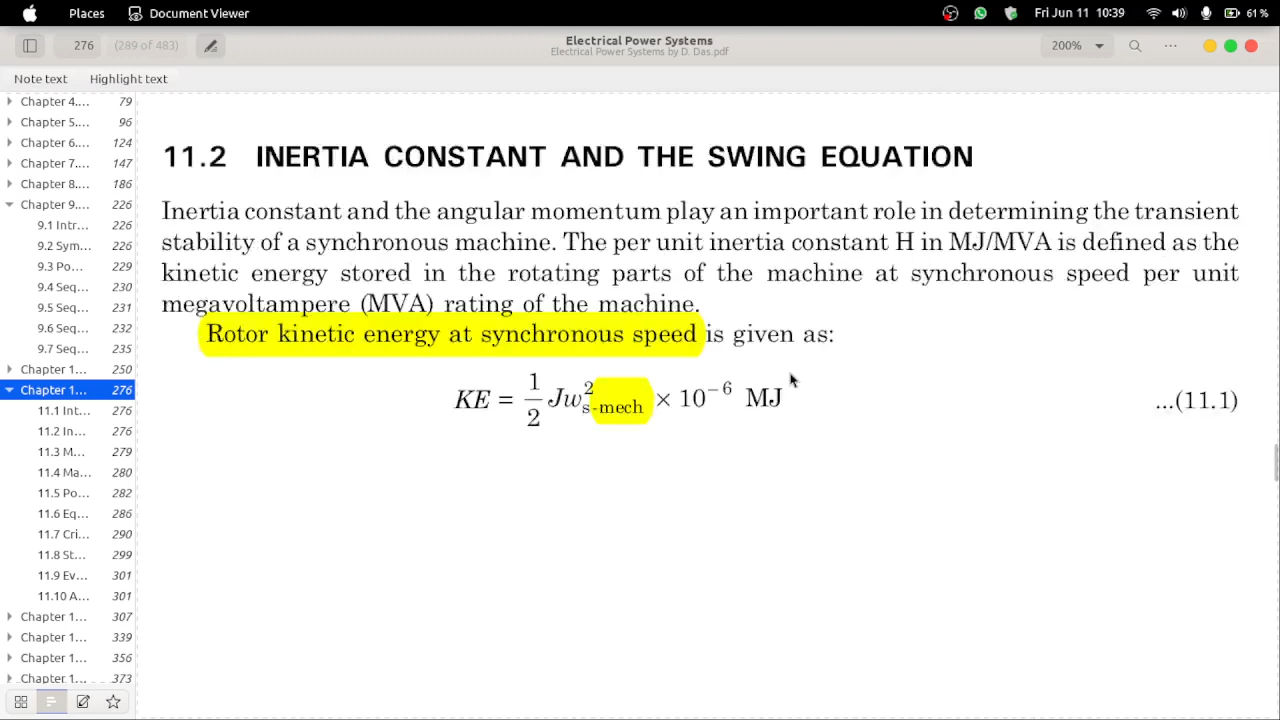 Places Document Viewer Fri Jun 11 10:39 61 %
276 (289 of 483) Electrical Power Systems 200%
Electrical Power Systems by D. Das.pdf
Note text Highlight text
Chapter 4.... 79
Chapter 5.... 96
Chapter 6.... 124
Chapter 7.... 147
Chapter 8.... 186
Chapter 9.... 226
9.1 Intr... 226
9.2 Sym... 226
9.3 Po... 229
9.4 Seq... 230
9.5 Seq... 231
9.6 Seq... 232
9.7 Seq... 235
Chapter 1... 250
Chapter 1... 276
11.1 Int... 276
11.2 In... 276
11.3 M... 279
11.4 Ma... 280
11.5 Po... 282
11.6 Eq... 286
11.7 Cri... 290
11.8 St... 299
11.9 Ev... 301
11.10 A... 301
Chapter 1... 307
Chapter 1... 339
Chapter 1... 356
Chapter 1... 373
11.2 INERTIA CONSTANT AND THE SWING EQUATION
Inertia constant and the angular momentum play an important role in determining the transient
stability of a synchronous machine. The per unit inertia constant H in MJ/MVA is defined as the
kinetic energy stored in the rotating parts of the machine at synchronous speed per unit
megavoltampere (MVA) rating of the machine.
Rotor kinetic energy at synchronous speed is given as:
KE = 1/2 Jw²s-mech × 10⁻⁶ MJ ...(11.1)